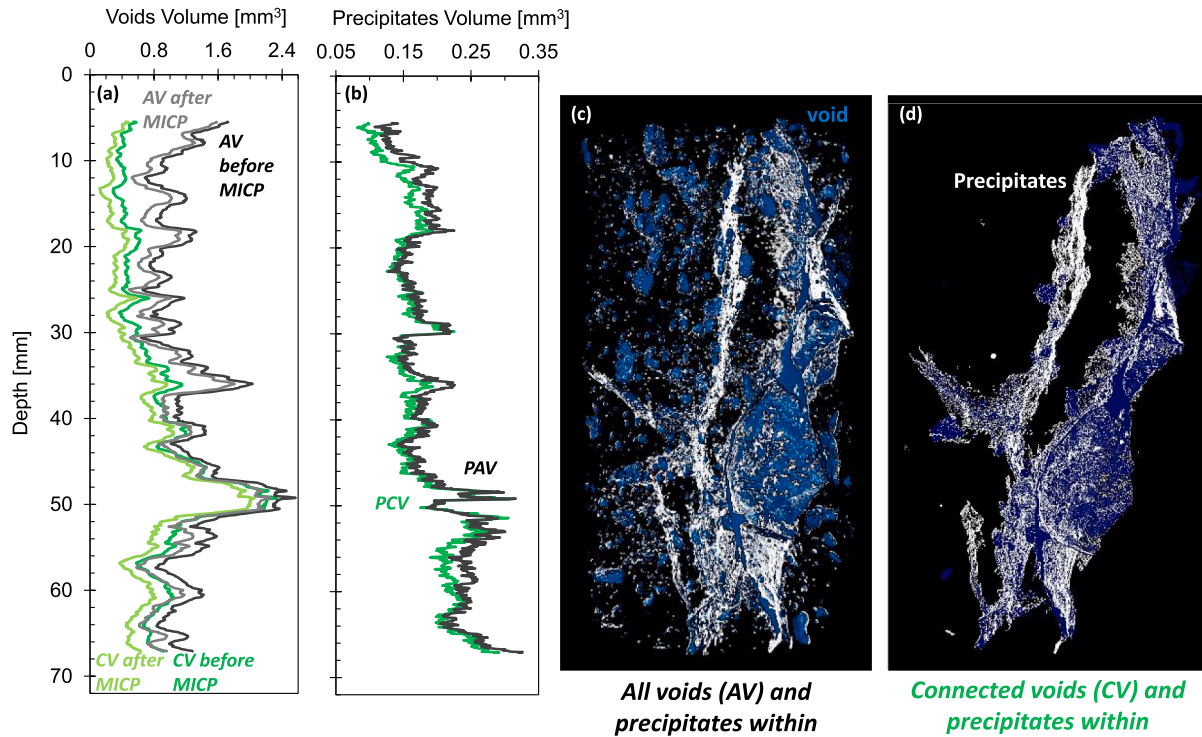 Voids Volume [mm³]
0 0.8 1.6 2.4
Precipitates Volume [mm³]
0.05 0.15 0.25 0.35
Depth [mm]
0
10
20
30
40
50
60
70
(a)
AV after
MICP
AV
before
MICP
CV after
MICP
CV before
MICP
(b)
PAV
PCV
(c)
void
(d)
Precipitates
All voids (AV) and
precipitates within
Connected voids (CV) and
precipitates within